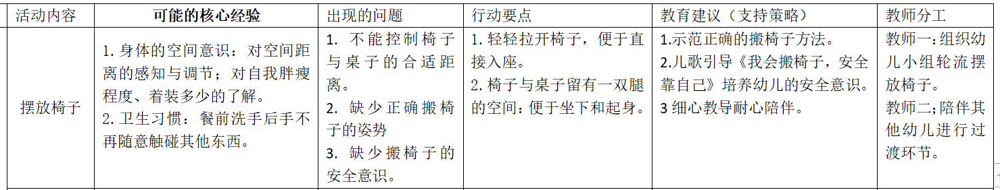 活动内容
可能的核心经验
出现的问题
行动要点
教育建议（支持策略）
教师分工
摆放椅子
1.身体的空间意识：对空间距
离的感知与调节；对自我胖瘦
程度、着装多少的了解。
2.卫生习惯：餐前洗手后手不
再随意触碰其他东西。
1. 不能控制椅子
与桌子的合适距
离。
2. 缺少正确搬椅
子的姿势
3. 缺少搬椅子的
安全意识。
1.轻轻拉开椅子，便于直
接入座。
2.椅子与桌子留有一双腿
的空间：便于坐下和起身。
1.示范正确的搬椅子方法。
2.儿歌引导《我会搬椅子，安全
靠自己》培养幼儿的安全意识。
3 细心教导耐心陪伴。
教师一：组织幼
儿小组轮流摆
放椅子。
教师二；陪伴其
他幼儿进行过
渡环节。